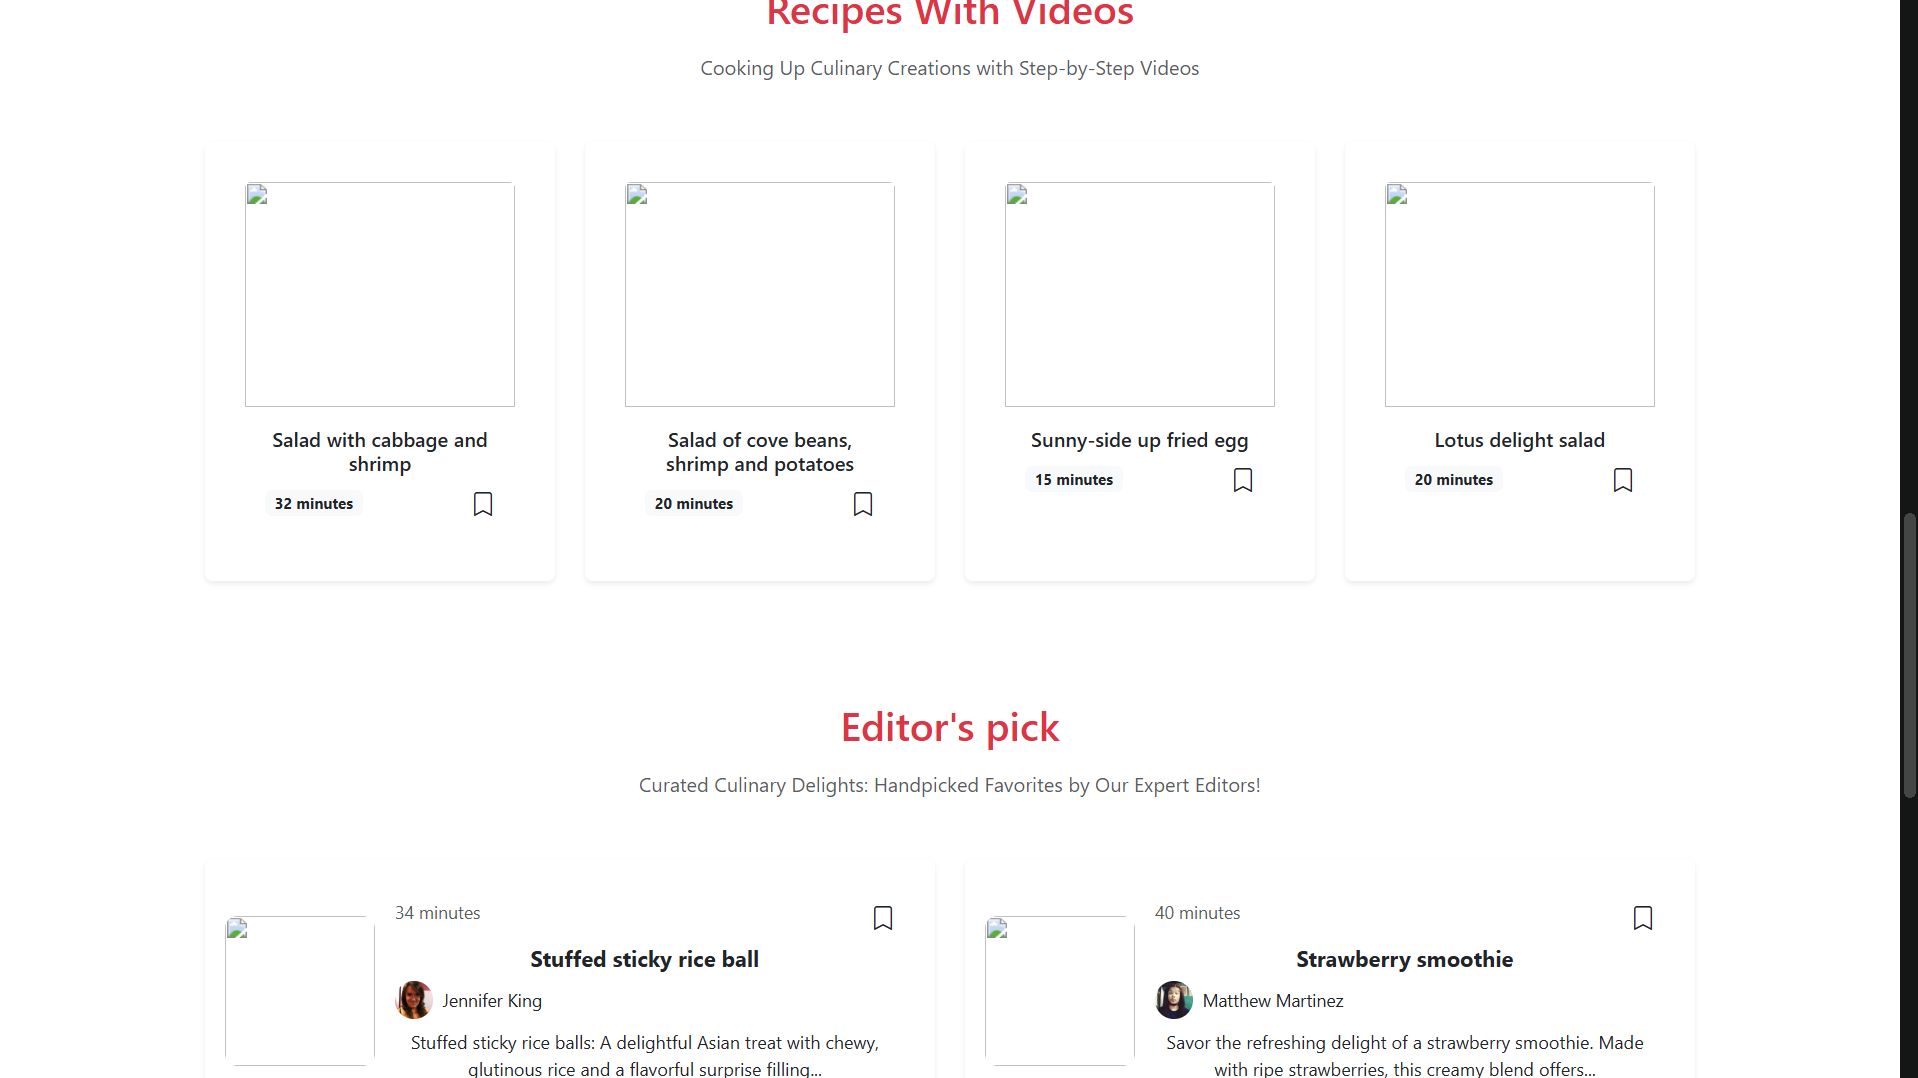 Recipes With Videos
Cooking Up Culinary Creations with Step-by-Step Videos
Salad with cabbage and
shrimp
32 minutes
Salad of cove beans,
shrimp and potatoes
20 minutes
Sunny-side up fried egg
15 minutes
Lotus delight salad
20 minutes
Editor's pick
Curated Culinary Delights: Handpicked Favorites by Our Expert Editors!
34 minutes
Stuffed sticky rice ball
Jennifer King
Stuffed sticky rice balls: A delightful Asian treat with chewy,
glutinous rice and a flavorful surprise filling...
40 minutes
Strawberry smoothie
Matthew Martinez
Savor the refreshing delight of a strawberry smoothie. Made
with ripe strawberries, this creamy blend offers...